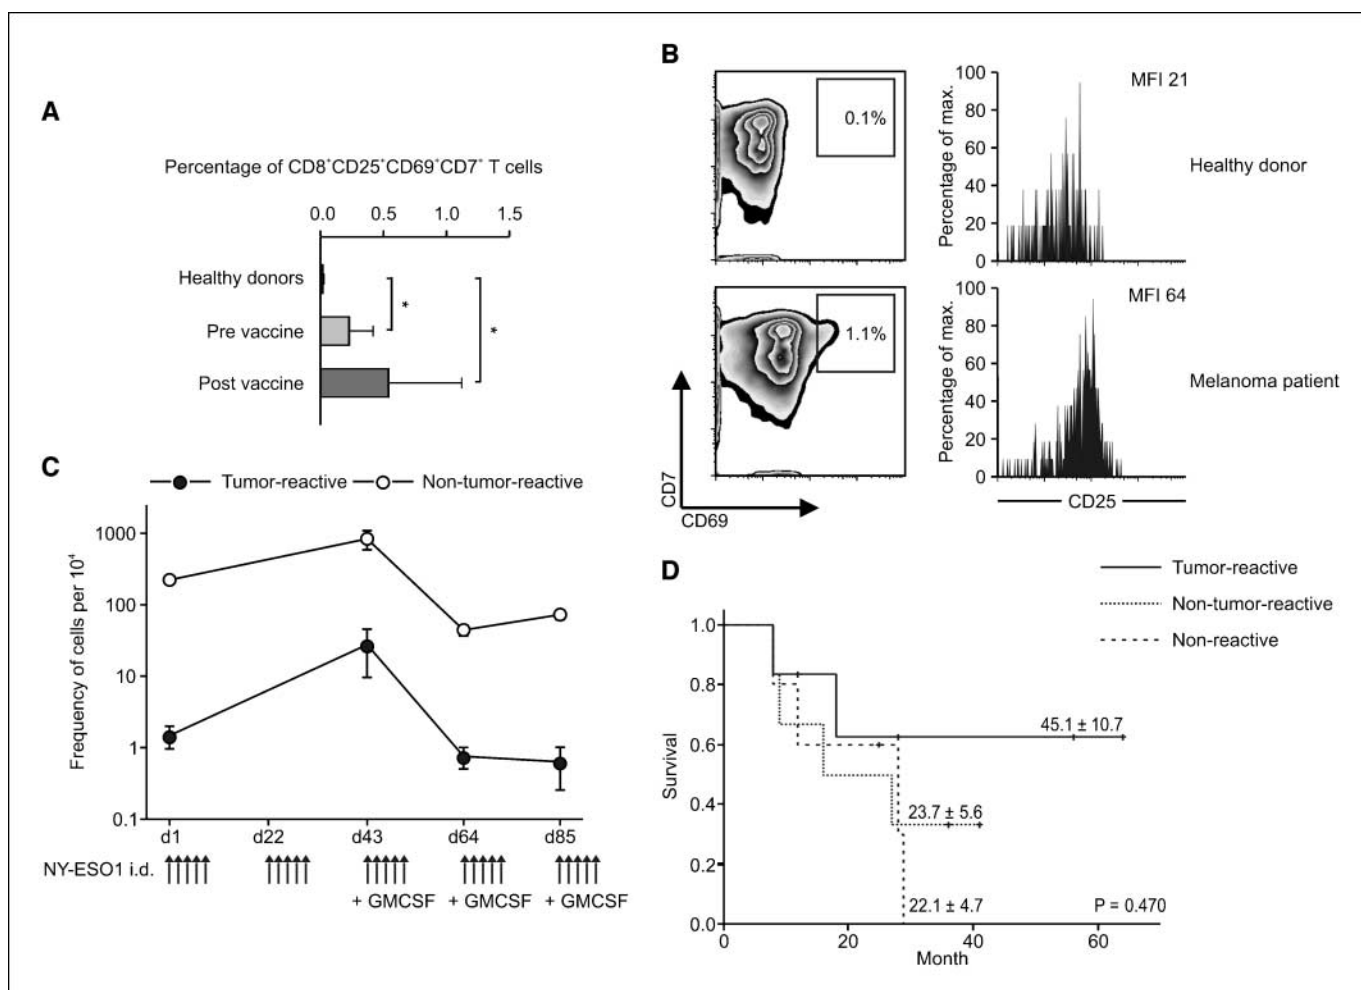 A
Percentage of CD8⁺CD25⁺CD69⁺CD7⁺ T cells
0.0 0.5 1.0 1.5
Healthy donors
Pre vaccine
Post vaccine
*
*
B
0.1%
1.1%
CD7
CD69
Percentage of max.
100
80
60
40
20
0
MFI 21
Healthy donor
Percentage of max.
100
80
60
40
20
0
MFI 64
Melanoma patient
CD25
C
Tumor-reactive Non-tumor-reactive
Frequency of cells per 10⁴
1000
100
10
1
0.1
d1 d22 d43 d64 d85
NY-ESO1 i.d.
+ GMCSF + GMCSF + GMCSF
D
Tumor-reactive
Non-tumor-reactive
Non-reactive
Survival
1.0
0.8
0.6
0.4
0.2
0.0
45.1 ± 10.7
23.7 ± 5.6
22.1 ± 4.7
P = 0.470
0 20 40 60
Month